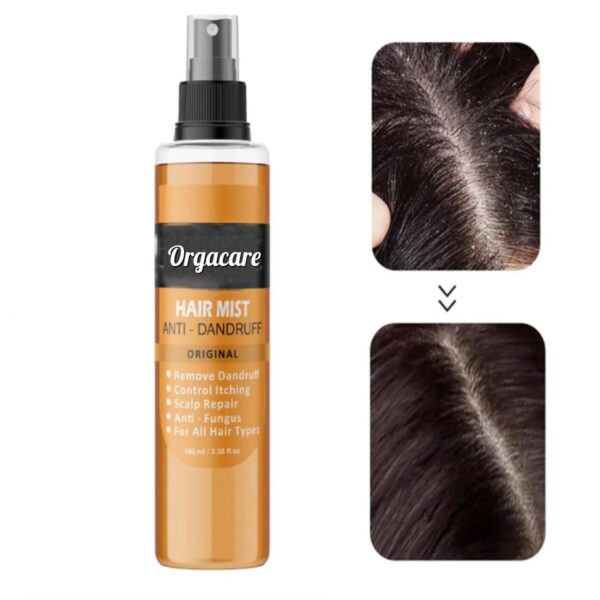 Orgacare
HAIR MIST
ANTI - DANDRUFF
ORIGINAL
• Remove Dandruff
• Control Itching
• Scalp Repair
• Anti - Fungus
• For All Hair Types
100 ml / 3.38 fl.oz